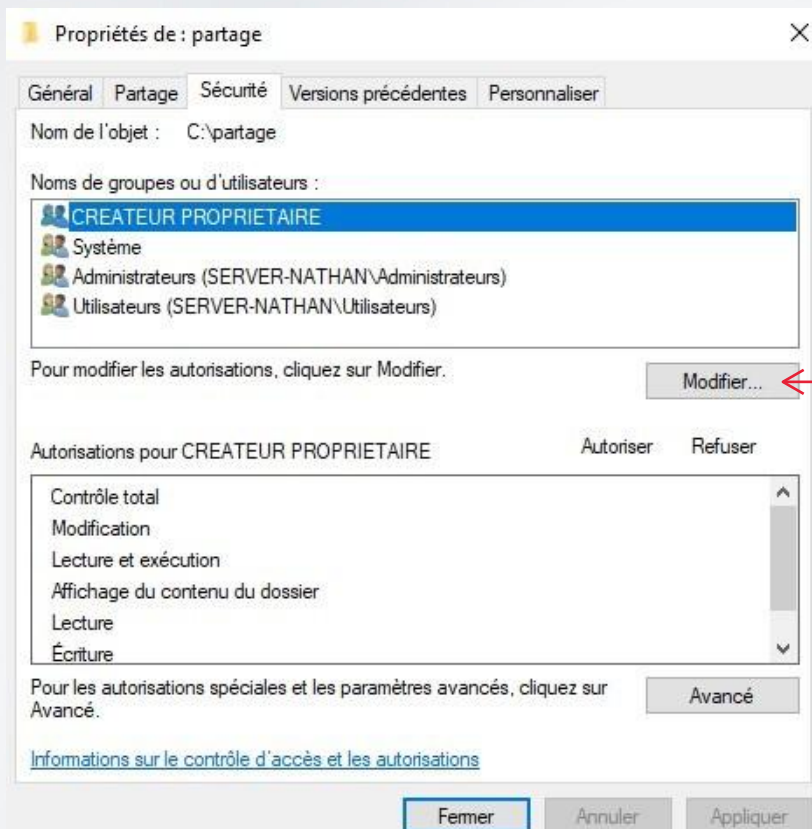 Propriétés de : partage
Général Partage Sécurité Versions précédentes Personnaliser
Nom de l'objet : C:\partage
Noms de groupes ou d'utilisateurs :
CREATEUR PROPRIETAIRE
Système
Administrateurs (SERVER-NATHAN\Administrateurs)
Utilisateurs (SERVER-NATHAN\Utilisateurs)
Pour modifier les autorisations, cliquez sur Modifier.
Modifier...
Autorisations pour CREATEUR PROPRIETAIRE Autoriser Refuser
Contrôle total
Modification
Lecture et exécution
Affichage du contenu du dossier
Lecture
Écriture
Pour les autorisations spéciales et les paramètres avancés, cliquez sur
Avancé.
Avancé
Informations sur le contrôle d'accès et les autorisations
Fermer Annuler Appliquer